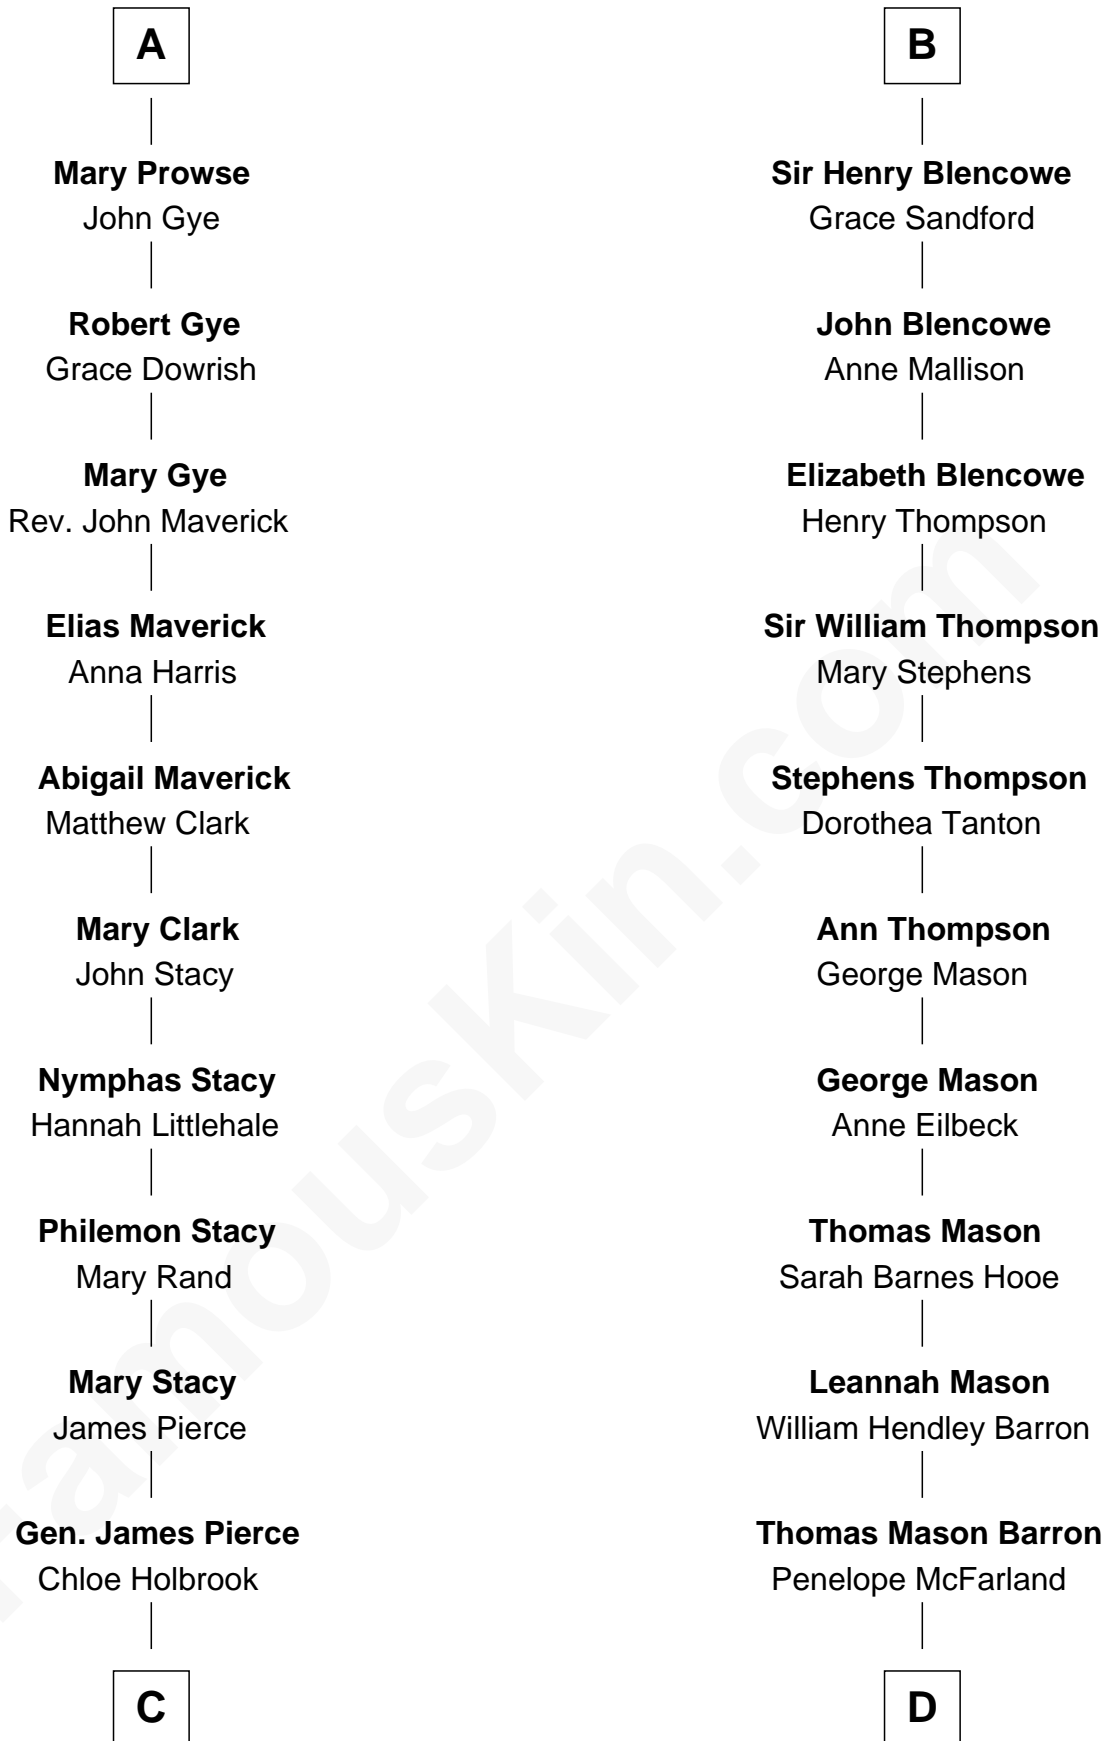 A
Mary Prowse
John Gye
Robert Gye
Grace Dowrish
Mary Gye
Rev. John Maverick
Elias Maverick
Anna Harris
Abigail Maverick
Matthew Clark
Mary Clark
John Stacy
Nymphas Stacy
Hannah Littlehale
Philemon Stacy
Mary Rand
Mary Stacy
James Pierce
Gen. James Pierce
Chloe Holbrook
C
B
Sir Henry Blencowe
Grace Sandford
John Blencowe
Anne Mallison
Elizabeth Blencowe
Henry Thompson
Sir William Thompson
Mary Stephens
Stephens Thompson
Dorothea Tanton
Ann Thompson
George Mason
George Mason
Anne Eilbeck
Thomas Mason
Sarah Barnes Hooe
Leannah Mason
William Hendley Barron
Thomas Mason Barron
Penelope McFarland
D
FamousKin.com